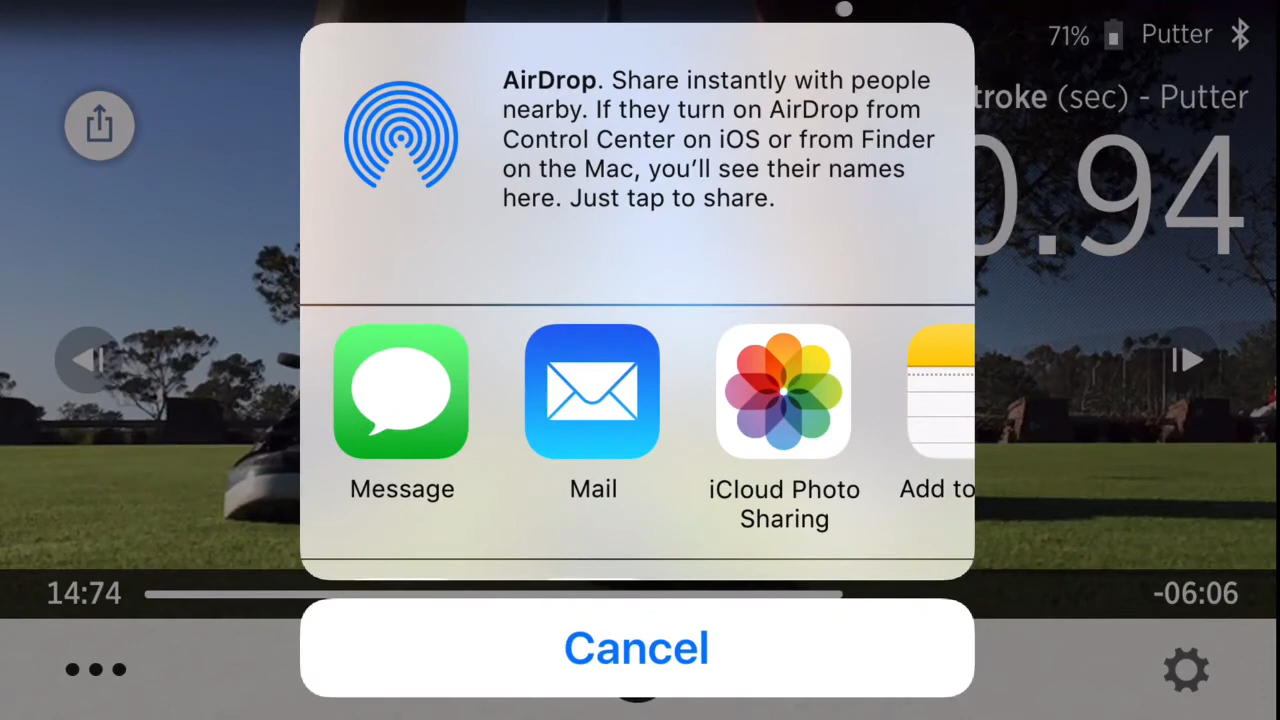 71% Putter
AirDrop. Share instantly with people
nearby. If they turn on AirDrop from
Control Center on iOS or from Finder
on the Mac, you’ll see their names
here. Just tap to share.
troke (sec) - Putter
0.94
Message
Mail
iCloud Photo
Sharing
Add to
14:74
-06:06
Cancel